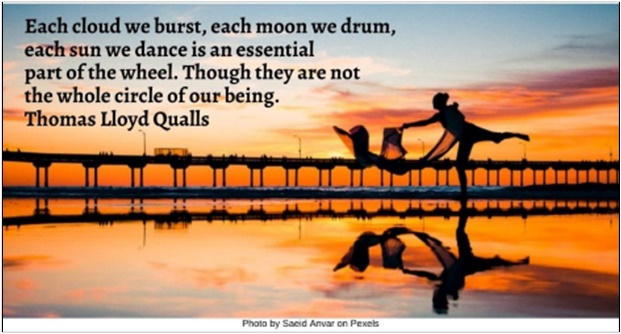 Each cloud we burst, each moon we drum,
each sun we dance is an essential
part of the wheel. Though they are not
the whole circle of our being.
Thomas Lloyd Qualls
Photo by Saeid Anvar on Pexels